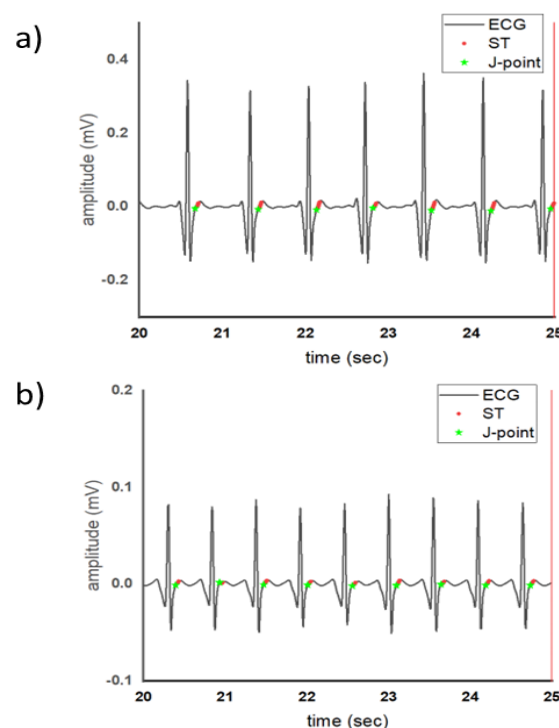 a)
ECG
ST
J-point
0.4
0.2
0.0
-0.2
amplitude (mV)
20 21 22 23 24 25
time (sec)
b)
ECG
ST
J-point
0.2
0.1
0.0
-0.1
amplitude (mV)
20 21 22 23 24 25
time (sec)